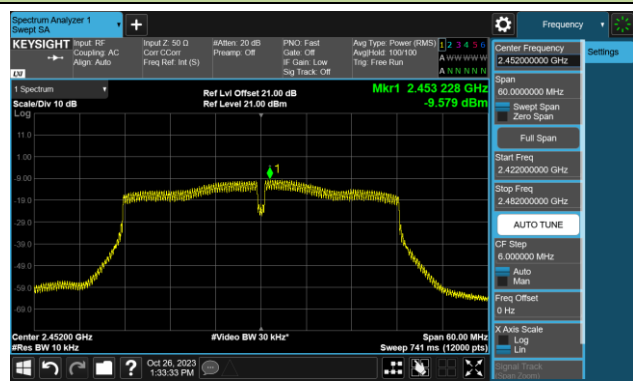 Spectrum Analyzer 1
Swept SA
Frequency
KEYSIGHT
Input: RF
Coupling: AC
Align: Auto
Input Z: 50 Ω
Corr CCorr
Freq Ref: Int (S)
#Atten: 20 dB
Preamp: Off
PNO: Fast
Gate: Off
IF Gain: Low
Sig Track: Off
Avg Type: Power (RMS)
Avg|Hold: 100/100
Trig: Free Run
1 2 3 4 5 6
A W W W W W
A N N N N N
LXI
1 Spectrum
Scale/Div 10 dB
Log
Ref Lvl Offset 21.00 dB
Ref Level 21.00 dBm
Mkr1 2.453 228 GHz
-9.579 dBm
11.0
1.00
-9.00
-19.0
-29.0
-39.0
-49.0
-59.0
-69.0
1
Center 2.45200 GHz
#Res BW 10 kHz
#Video BW 30 kHz*
Span 60.00 MHz
Sweep 741 ms (12000 pts)
Oct 26, 2023
1:33:33 PM
Center Frequency
2.452000000 GHz
Span
60.0000000 MHz
Swept Span
Zero Span
Full Span
Start Freq
2.422000000 GHz
Stop Freq
2.482000000 GHz
AUTO TUNE
CF Step
6.000000 MHz
Auto
Man
Freq Offset
0 Hz
X Axis Scale
Log
Lin
Signal Track
(Span Zoom)
Settings